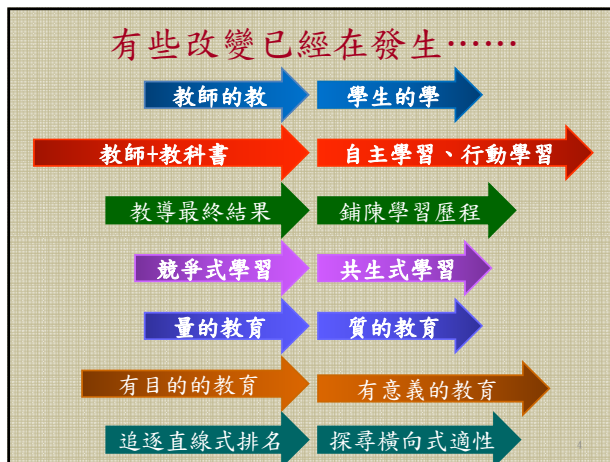 有些改變已經在發生……
教師的教 學生的學
教師+教科書 自主學習、行動學習
教導最終結果 鋪陳學習歷程
競爭式學習 共生式學習
量的教育 質的教育
有目的的教育 有意義的教育
追逐直線式排名 探尋橫向式適性
4